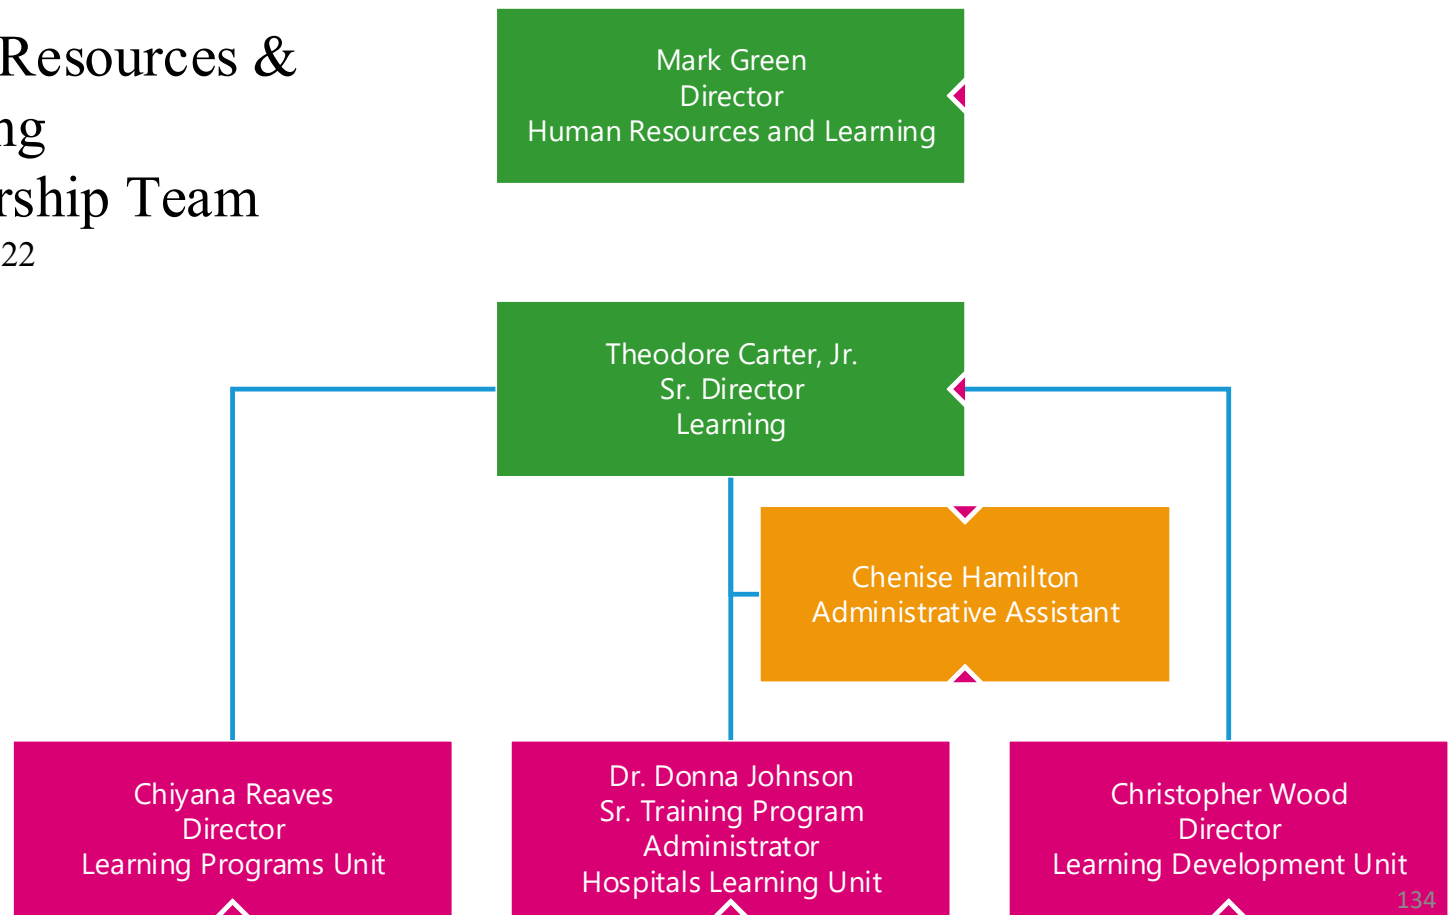 Resources &
ng
rship Team
22
Mark Green
Director
Human Resources and Learning
Theodore Carter, Jr.
Sr. Director
Learning
Chenise Hamilton
Administrative Assistant
Chiyana Reaves
Director
Learning Programs Unit
Dr. Donna Johnson
Sr. Training Program
Administrator
Hospitals Learning Unit
Christopher Wood
Director
Learning Development Unit
134